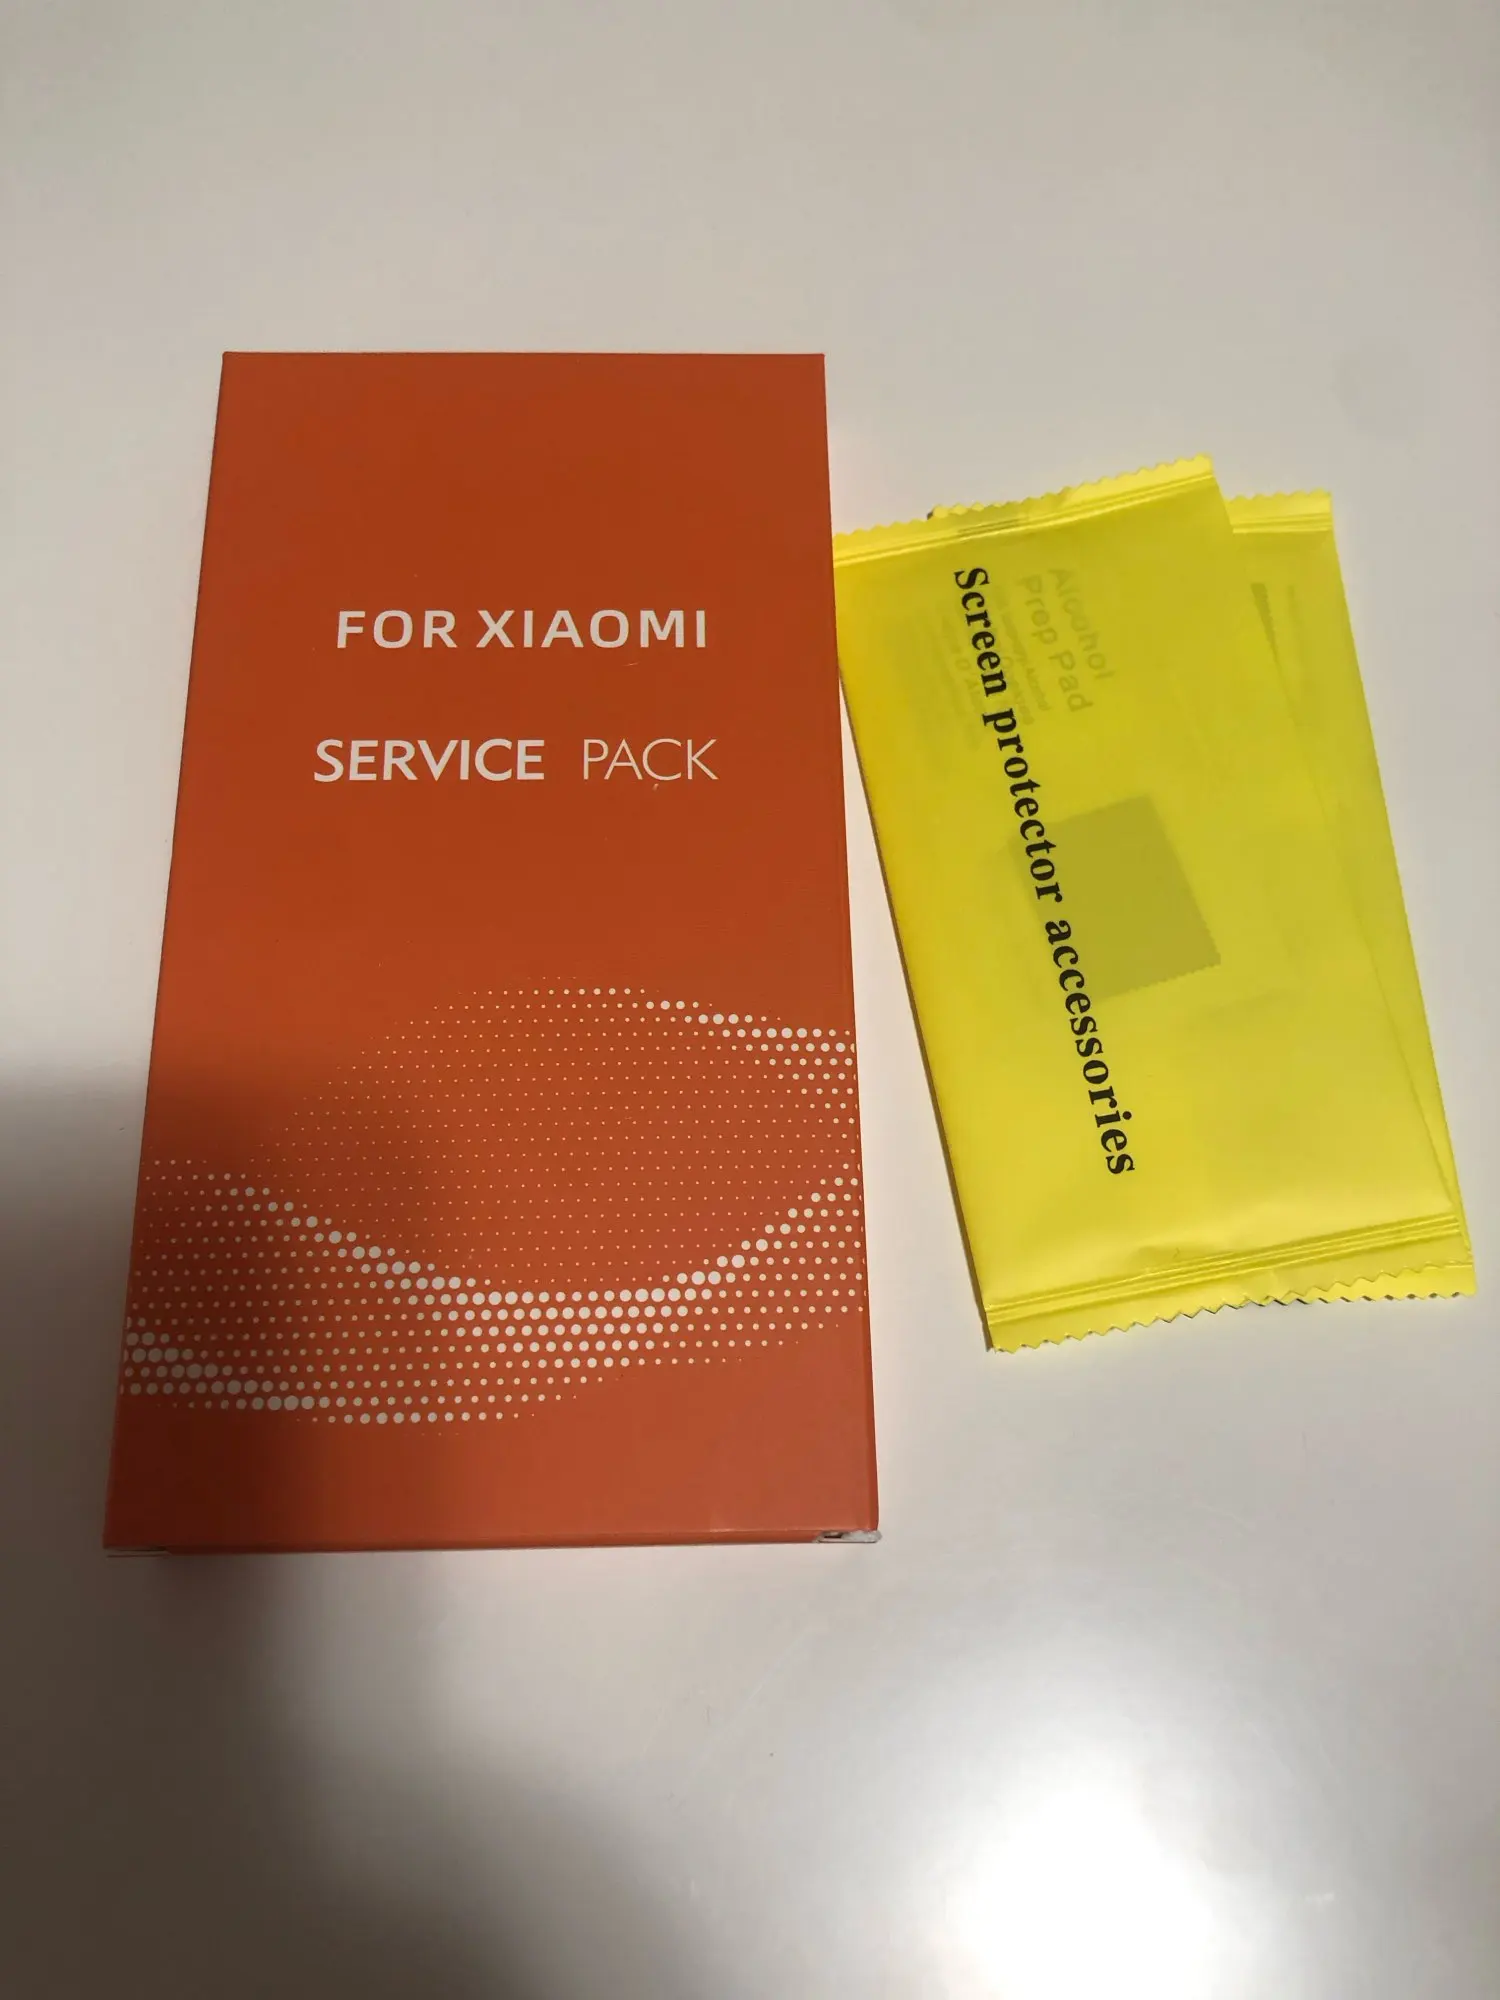 FOR XIAOMI
SERVICE PACK
Screen protector accessories
Alcohol
Prep Pad